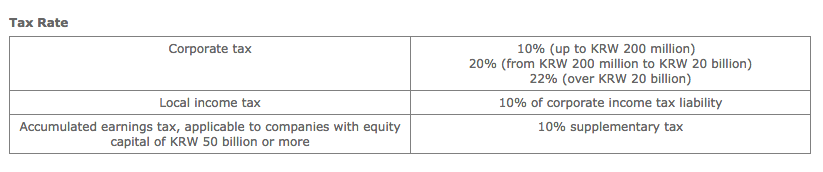 Tax Rate
Corporate tax
10% (up to KRW 200 million)
20% (from KRW 200 million to KRW 20 billion)
22% (over KRW 20 billion)
Local income tax
10% of corporate income tax liability
Accumulated earnings tax, applicable to companies with equity
capital of KRW 50 billion or more
10% supplementary tax